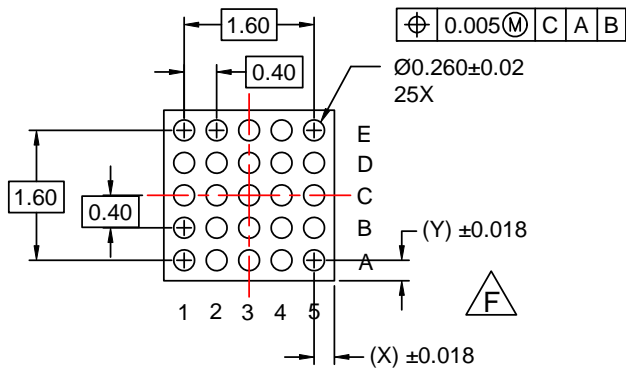 1.60
⌖ 0.005Ⓜ C A B
0.40
Ø0.260±0.02
25X
E
D
1.60
C
0.40
B
(Y) ±0.018
A
F
1 2 3 4 5
(X) ±0.018